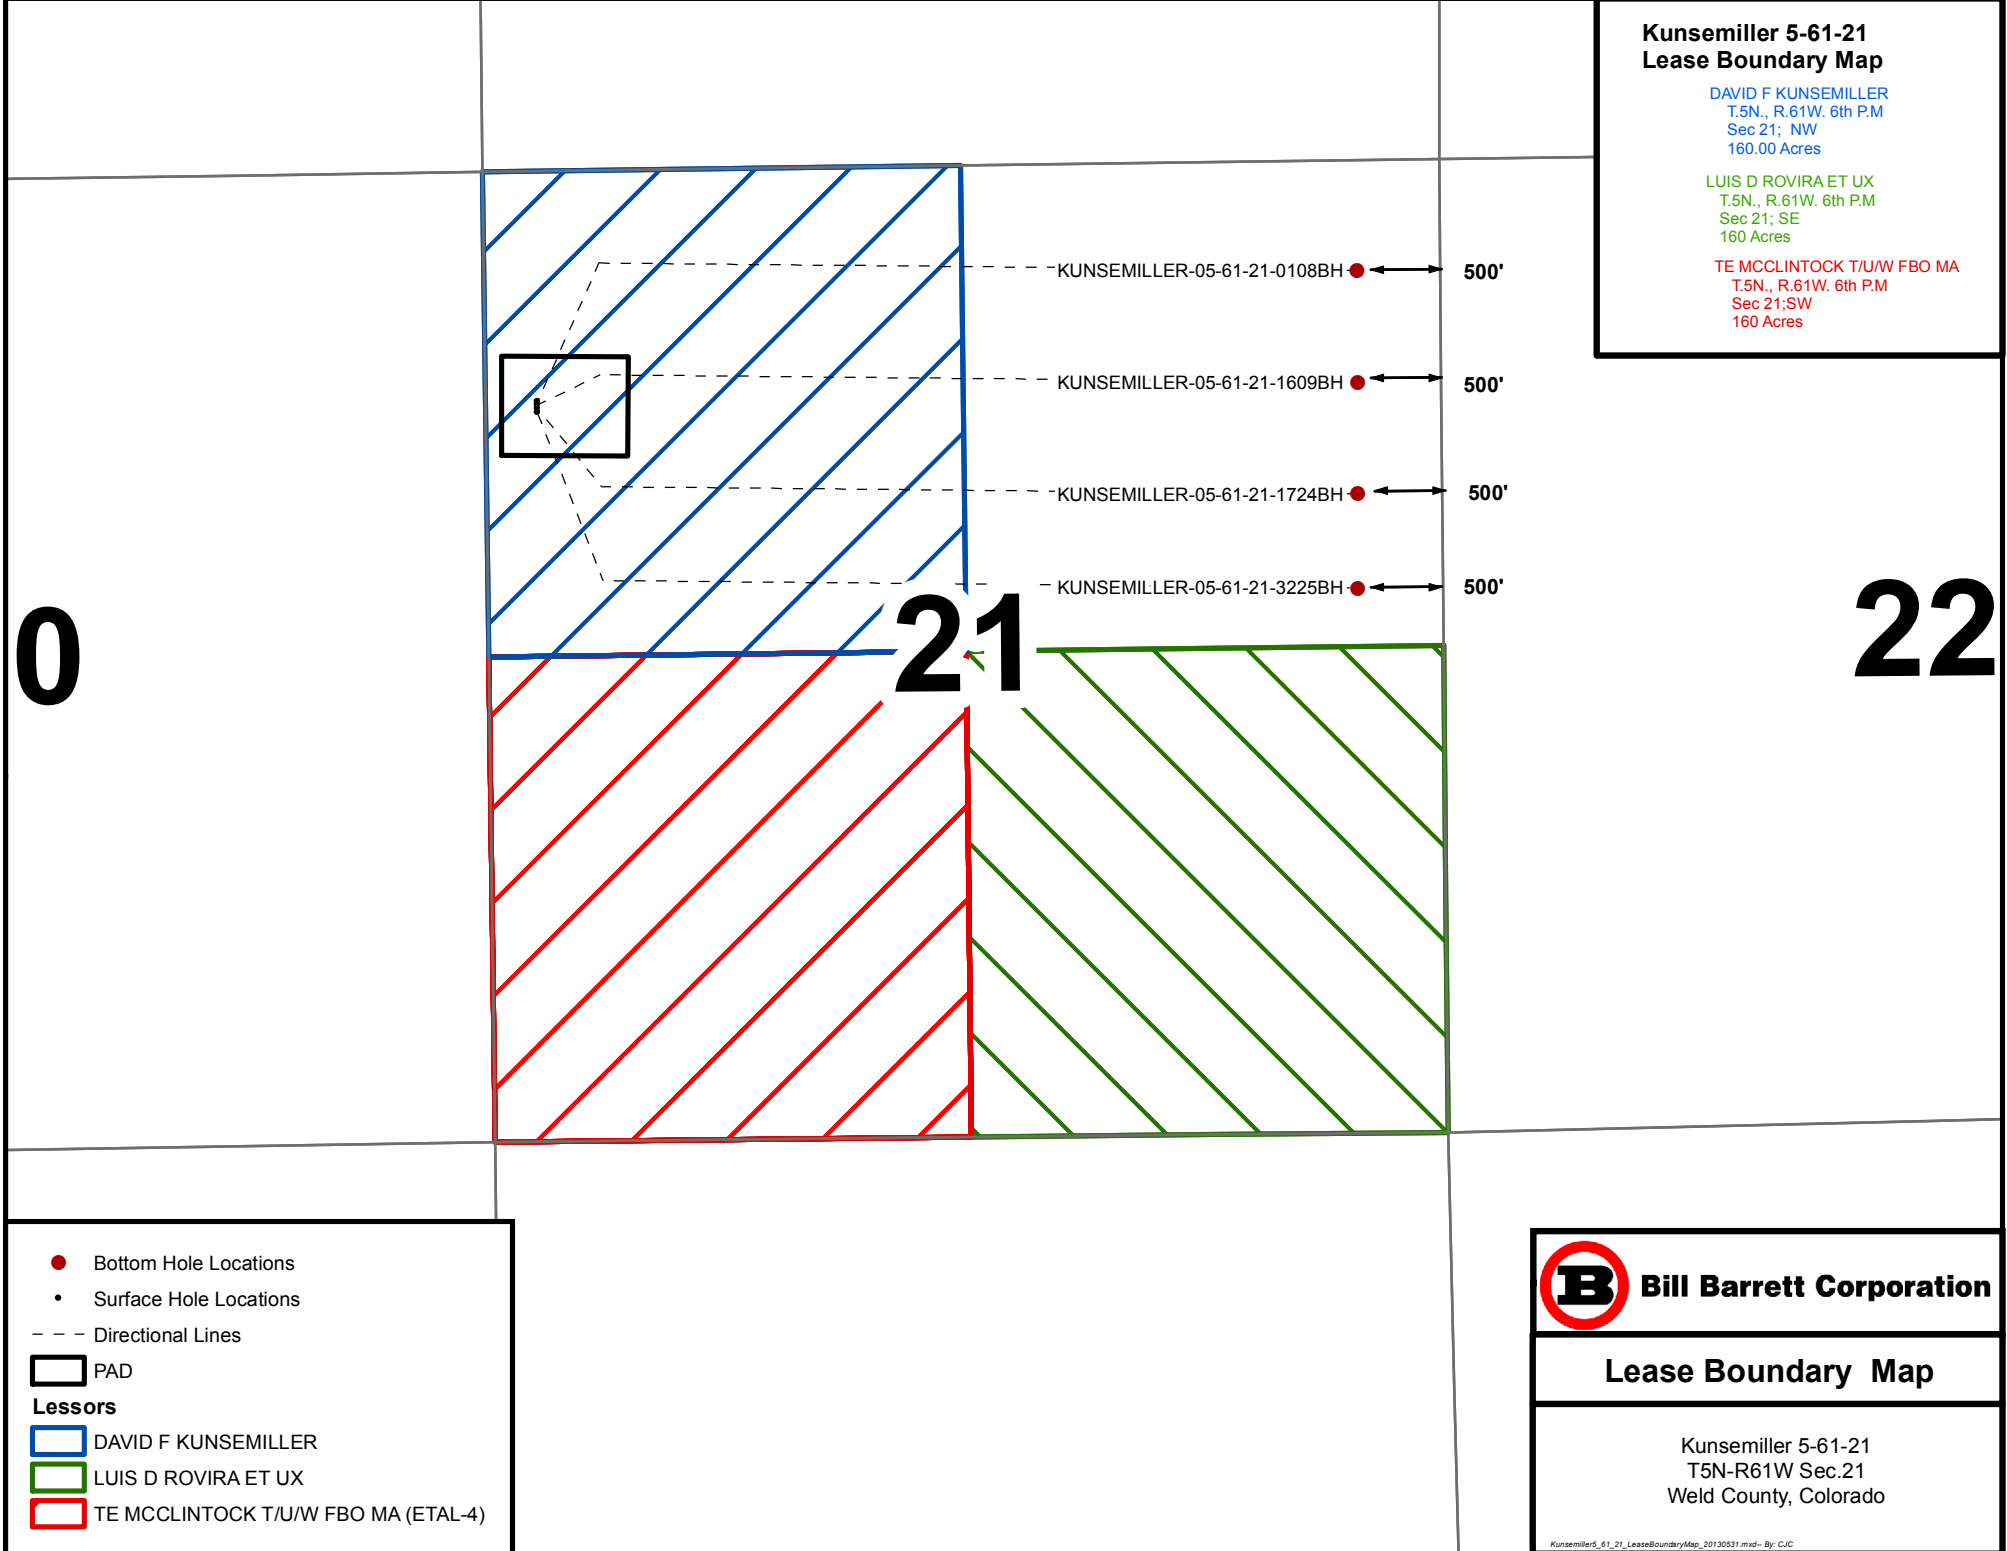 Kunsemiller 5-61-21
Lease Boundary Map
DAVID F KUNSEMILLER
T.5N., R.61W. 6th P.M
Sec 21; NW
160.00 Acres
LUIS D ROVIRA ET UX
T.5N., R.61W. 6th P.M
Sec 21; SE
160 Acres
TE MCCLINTOCK T/U/W FBO MA
T.5N., R.61W. 6th P.M
Sec 21;SW
160 Acres
KUNSEMILLER-05-61-21-0108BH 500'
KUNSEMILLER-05-61-21-1609BH 500'
KUNSEMILLER-05-61-21-1724BH 500'
KUNSEMILLER-05-61-21-3225BH 500'
0 21 22
Bottom Hole Locations
Surface Hole Locations
Directional Lines
PAD
Lessors
DAVID F KUNSEMILLER
LUIS D ROVIRA ET UX
TE MCCLINTOCK T/U/W FBO MA (ETAL-4)
B Bill Barrett Corporation
Lease Boundary Map
Kunsemiller 5-61-21
T5N-R61W Sec.21
Weld County, Colorado
Kunsemiller5_61_21_LeaseBoundaryMap_20130531.mxd-- By: CJC